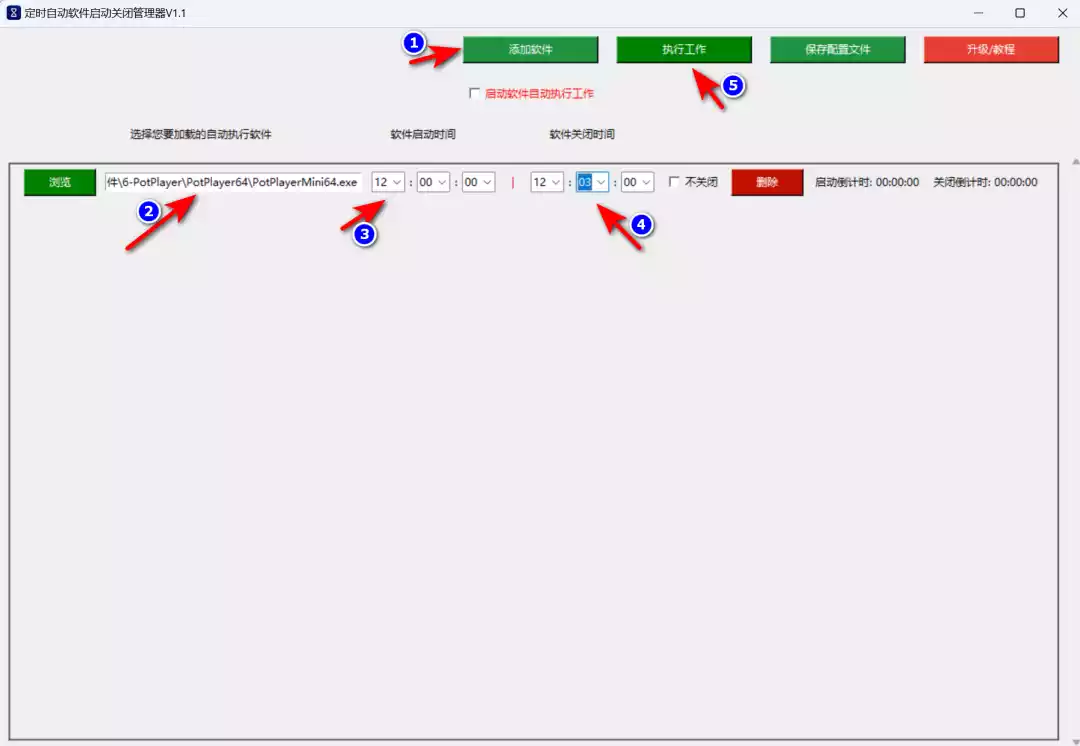 定时自动软件启动关闭管理器V1.1
1 添加软件 执行工作 保存配置文件 升级/教程
5
启动软件自动执行工作
选择您要加载的自动执行软件 软件启动时间 软件关闭时间
浏览 件\6-PotPlayer\PotPlayer64\PotPlayerMini64.exe 12 : 00 : 00 | 12 : 03 : 00 不关闭 删除 启动倒计时: 00:00:00 关闭倒计时: 00:00:00
2 3 4